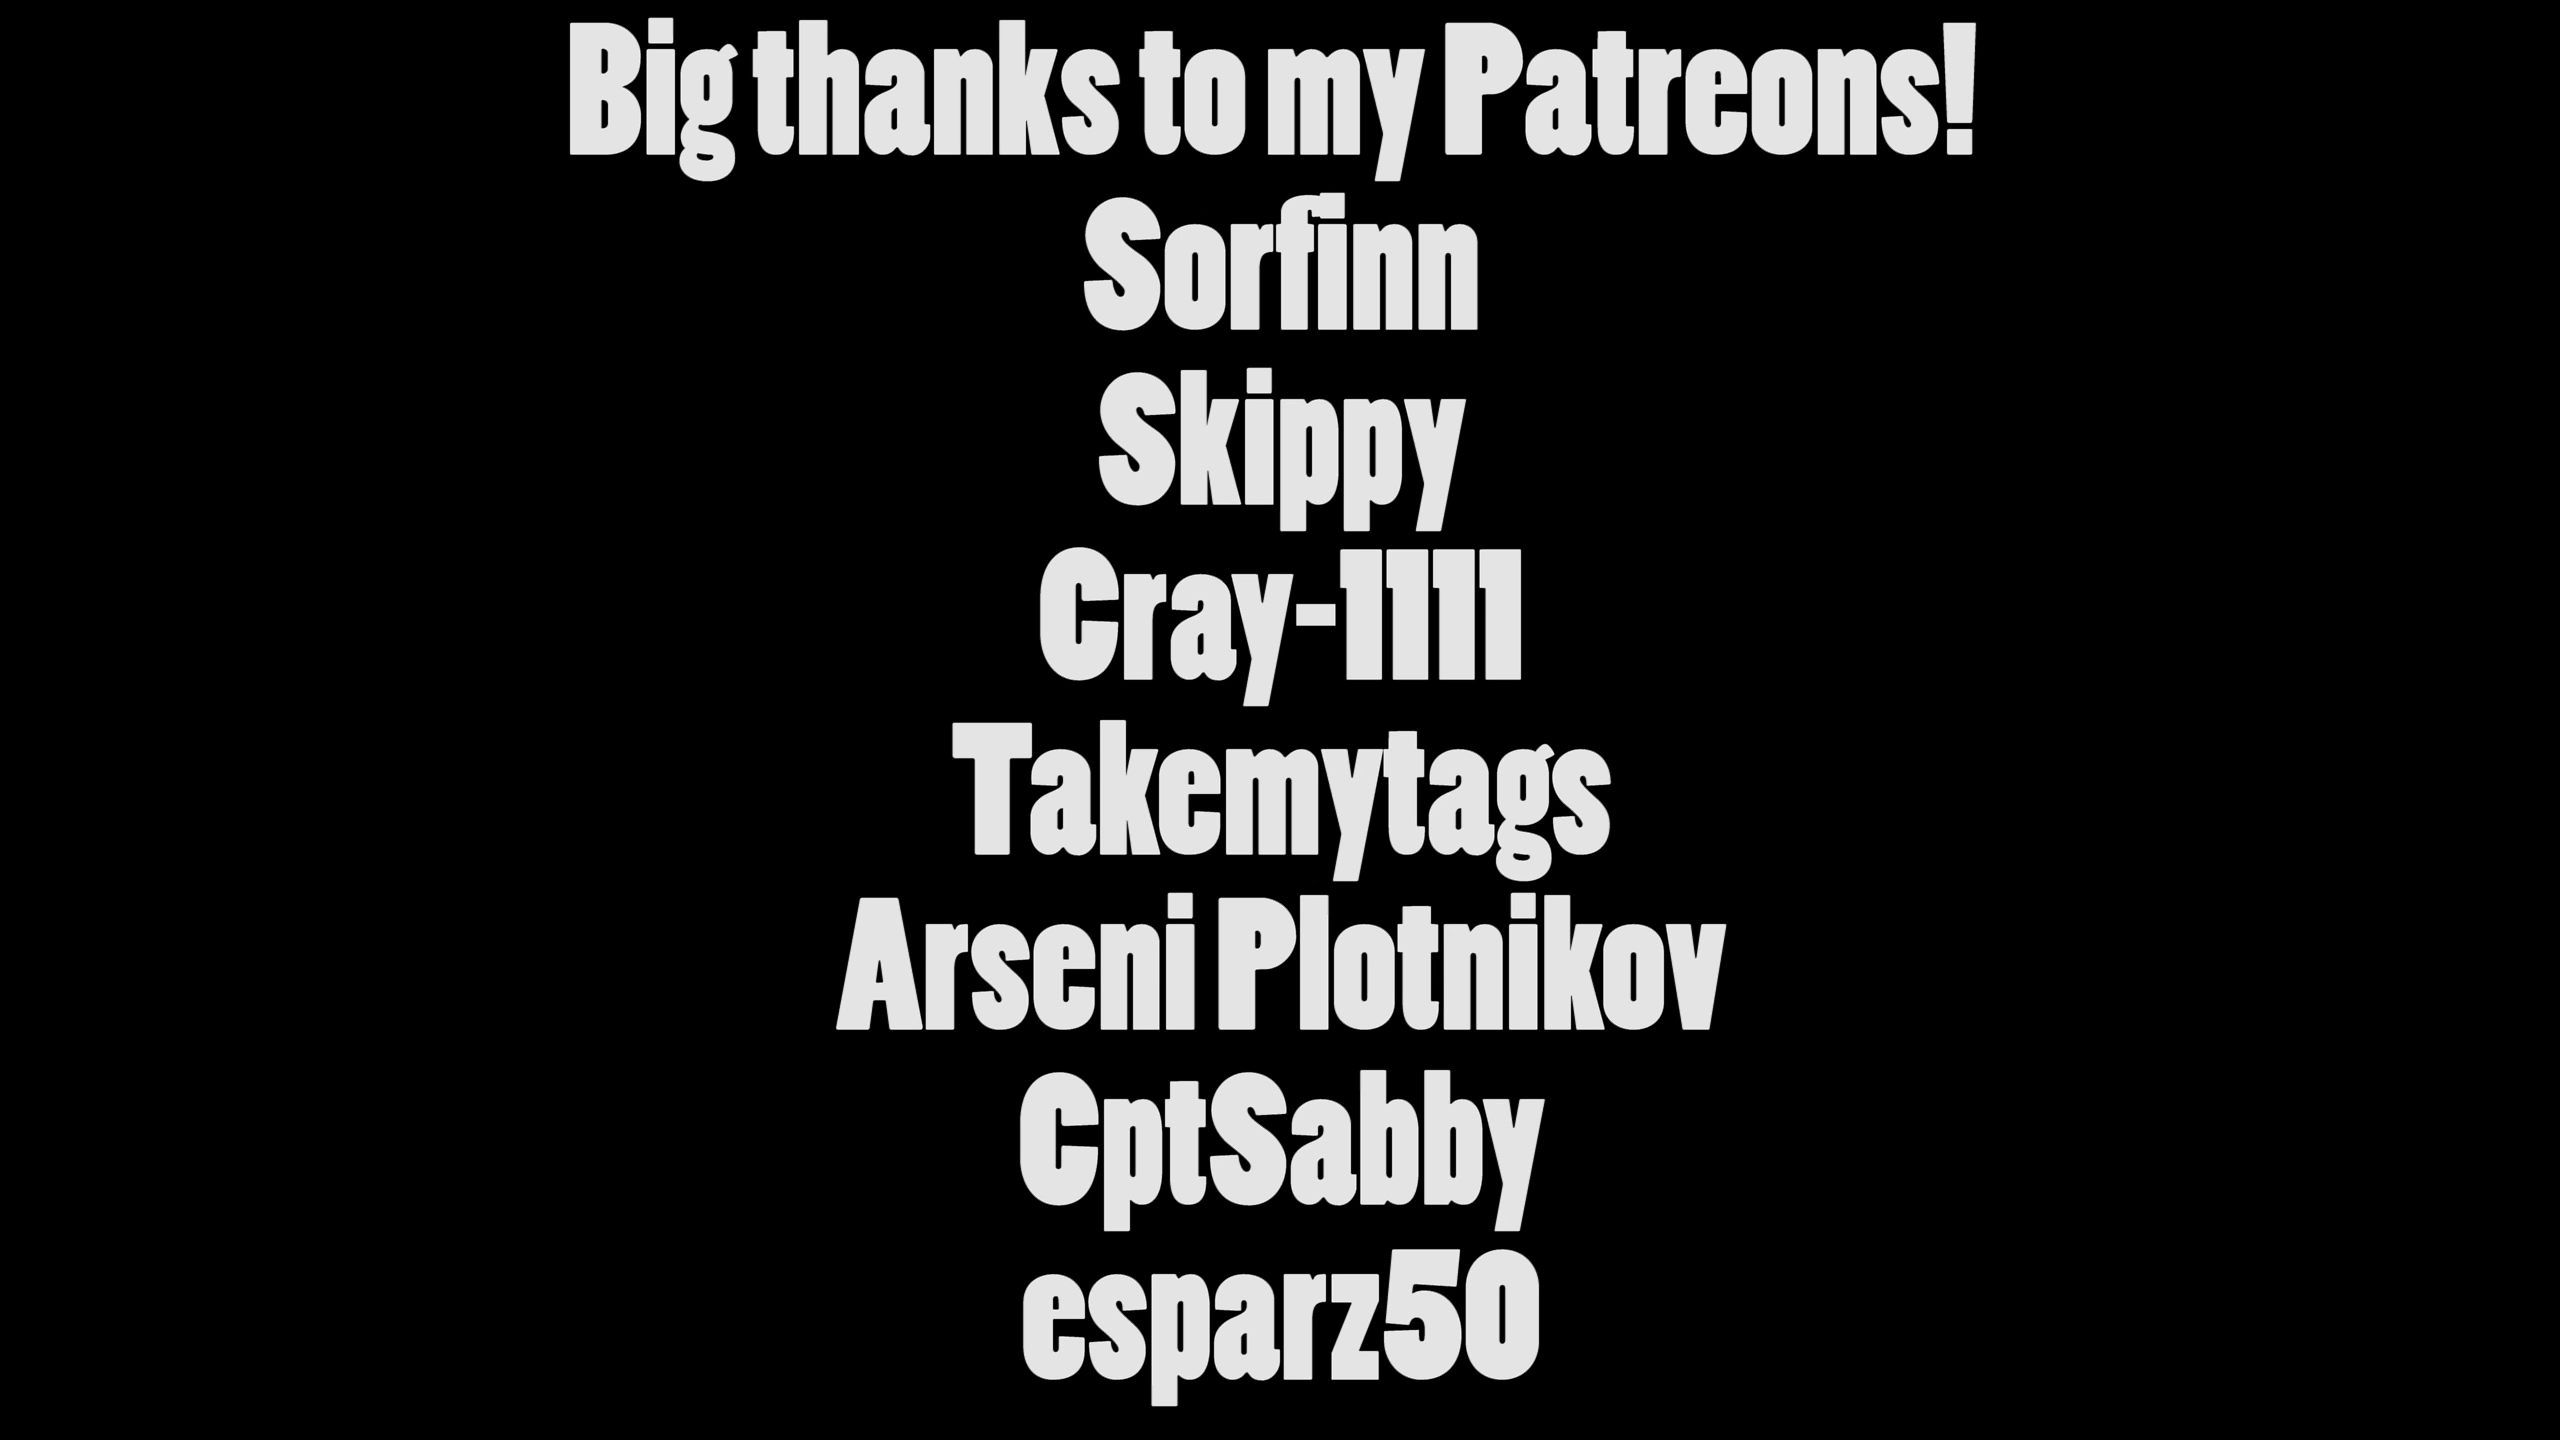 Big thanks to my Patreons!
Sorfinn
Skippy
Cray-1111
Takemytags
Arseni Plotnikov
CptSabby
esparz50